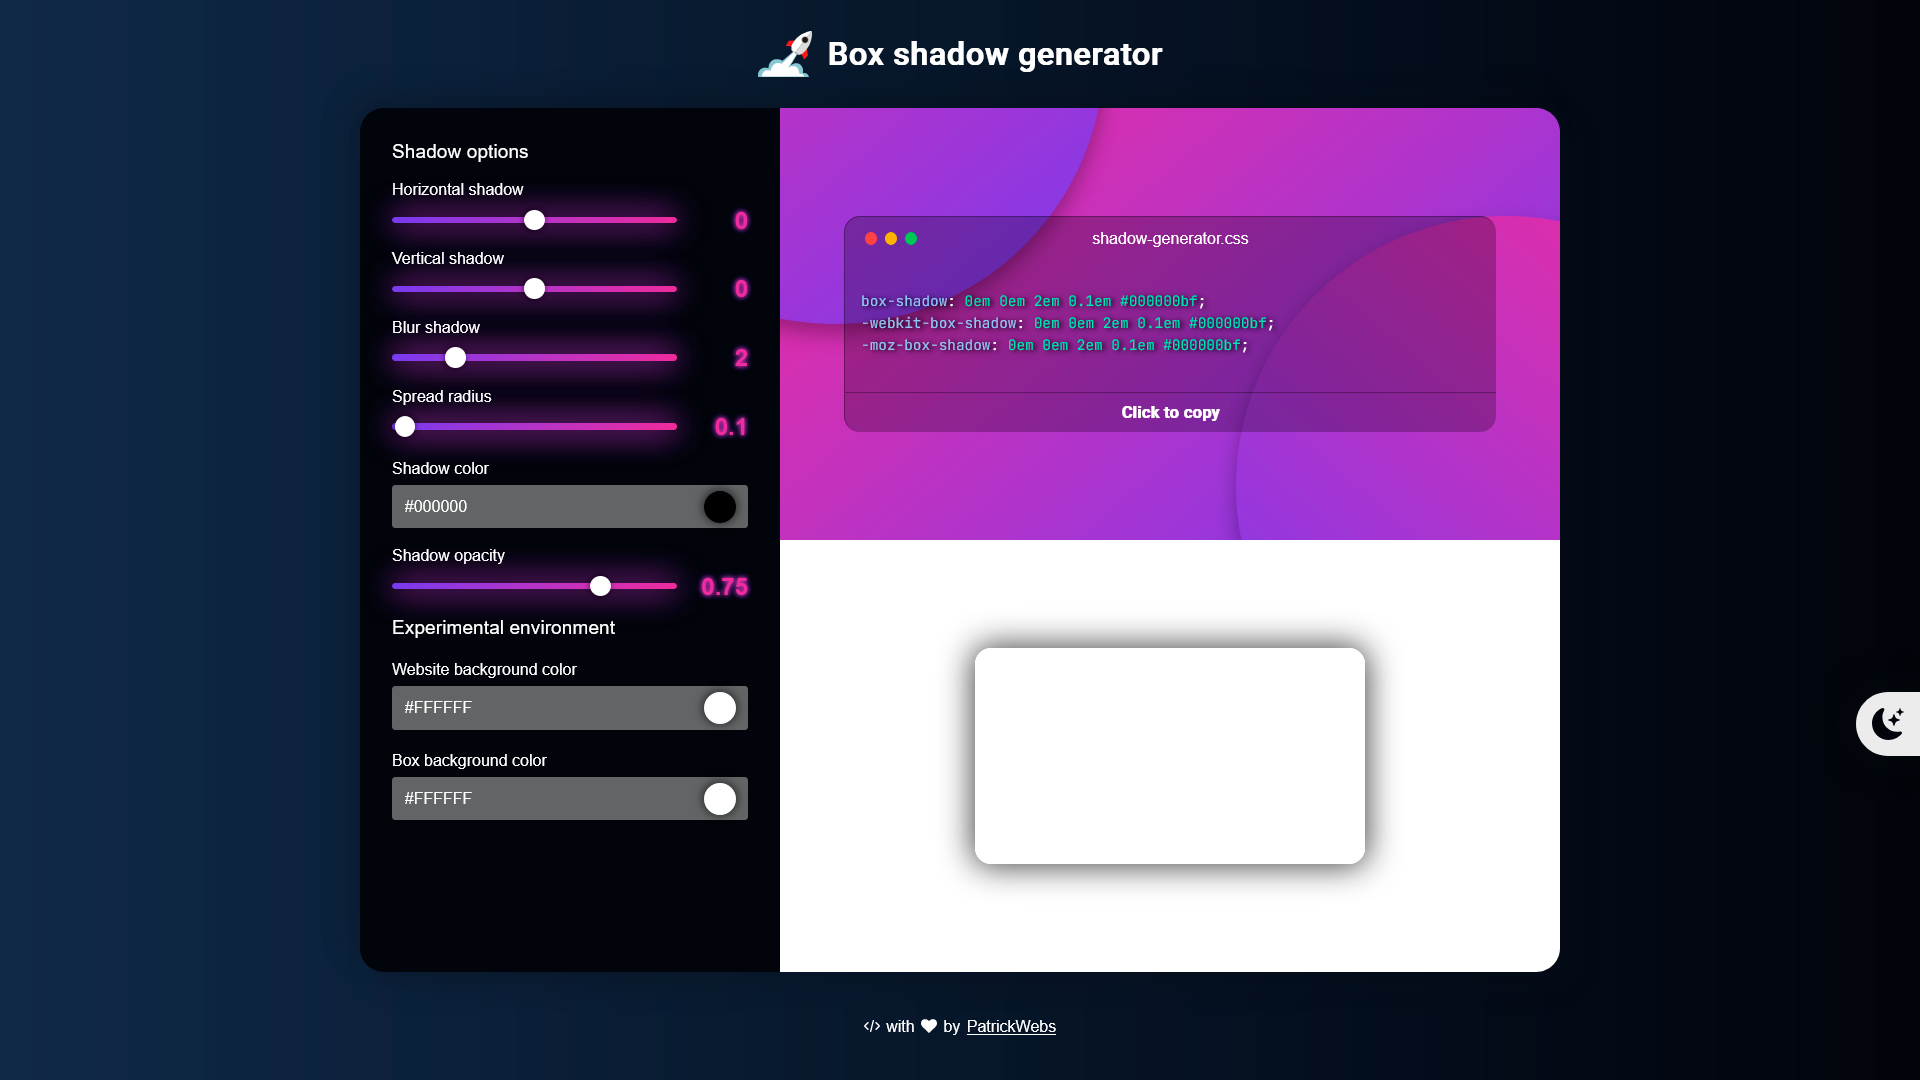 Box shadow generator
Shadow options
Horizontal shadow
0
Vertical shadow
0
Blur shadow
2
Spread radius
0.1
Shadow color
#000000
Shadow opacity
0.75
Experimental environment
Website background color
#FFFFFF
Box background color
#FFFFFF
shadow-generator.css
box-shadow: 0em 0em 2em 0.1em #000000bf;
-webkit-box-shadow: 0em 0em 2em 0.1em #000000bf;
-moz-box-shadow: 0em 0em 2em 0.1em #000000bf;
Click to copy
with by PatrickWebs